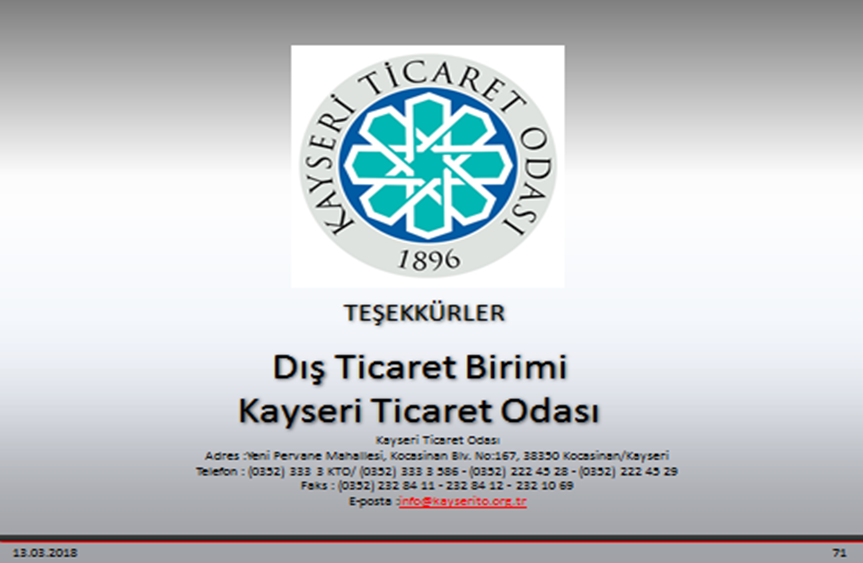 KAYSERİ TİCARET ODASI
1896
TEŞEKKÜRLER
Dış Ticaret Birimi
Kayseri Ticaret Odası
Kayseri Ticaret Odası
Adres :Yeni Pervane Mahallesi, Kocasinan Blv. No:167, 38350 Kocasinan/Kayseri
Telefon : (0352) 333 3 KTO/ (0352) 333 3 586 - (0352) 222 45 28 - (0352) 222 45 29
Faks : (0352) 232 84 11 - 232 84 12 - 232 10 69
E-posta :info@kayserito.org.tr
13.03.2018
71